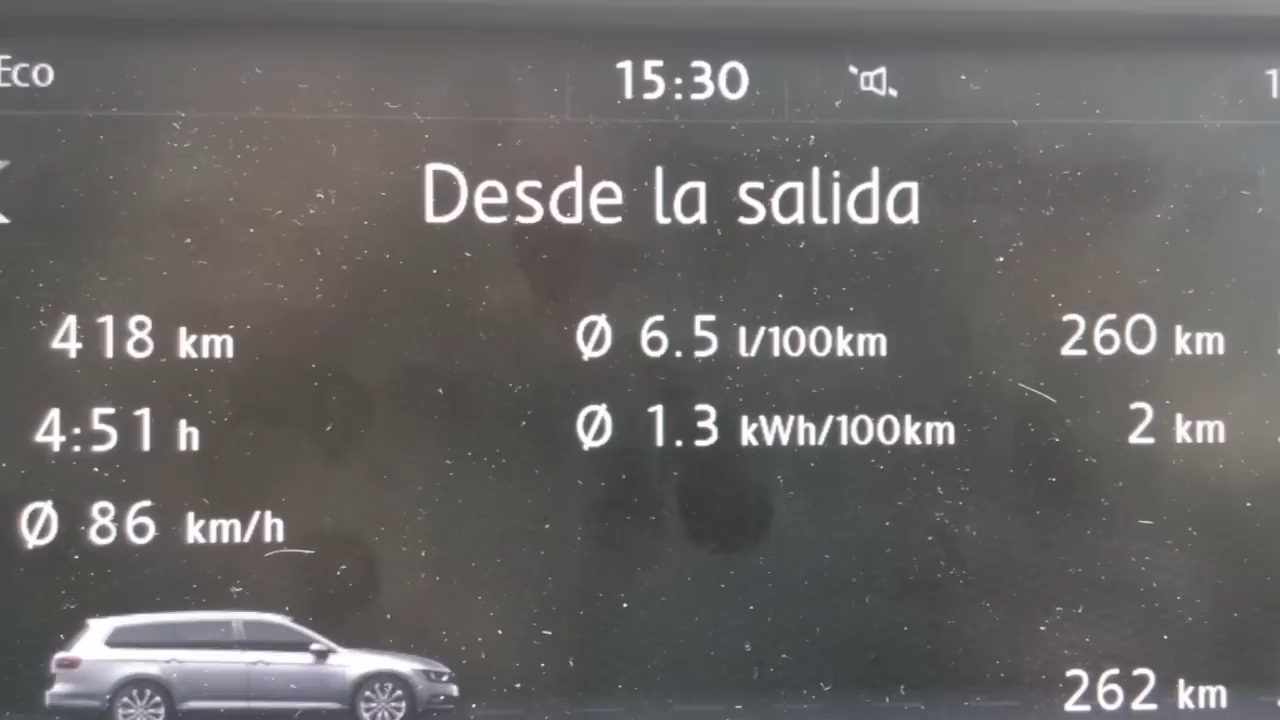 Eco 15:30 1
Desde la salida
418 km Ø 6.5 l/100km 260 km
4:51 h Ø 1.3 kWh/100km 2 km
Ø 86 km/h
262 km